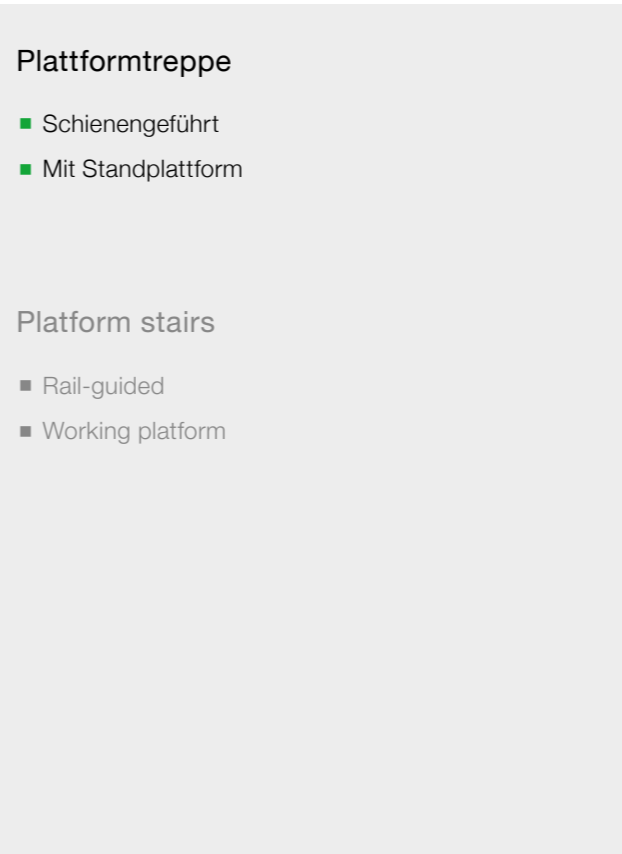 Plattformtreppe
Schienengeführt
Mit Standplattform
Platform stairs
Rail-guided
Working platform